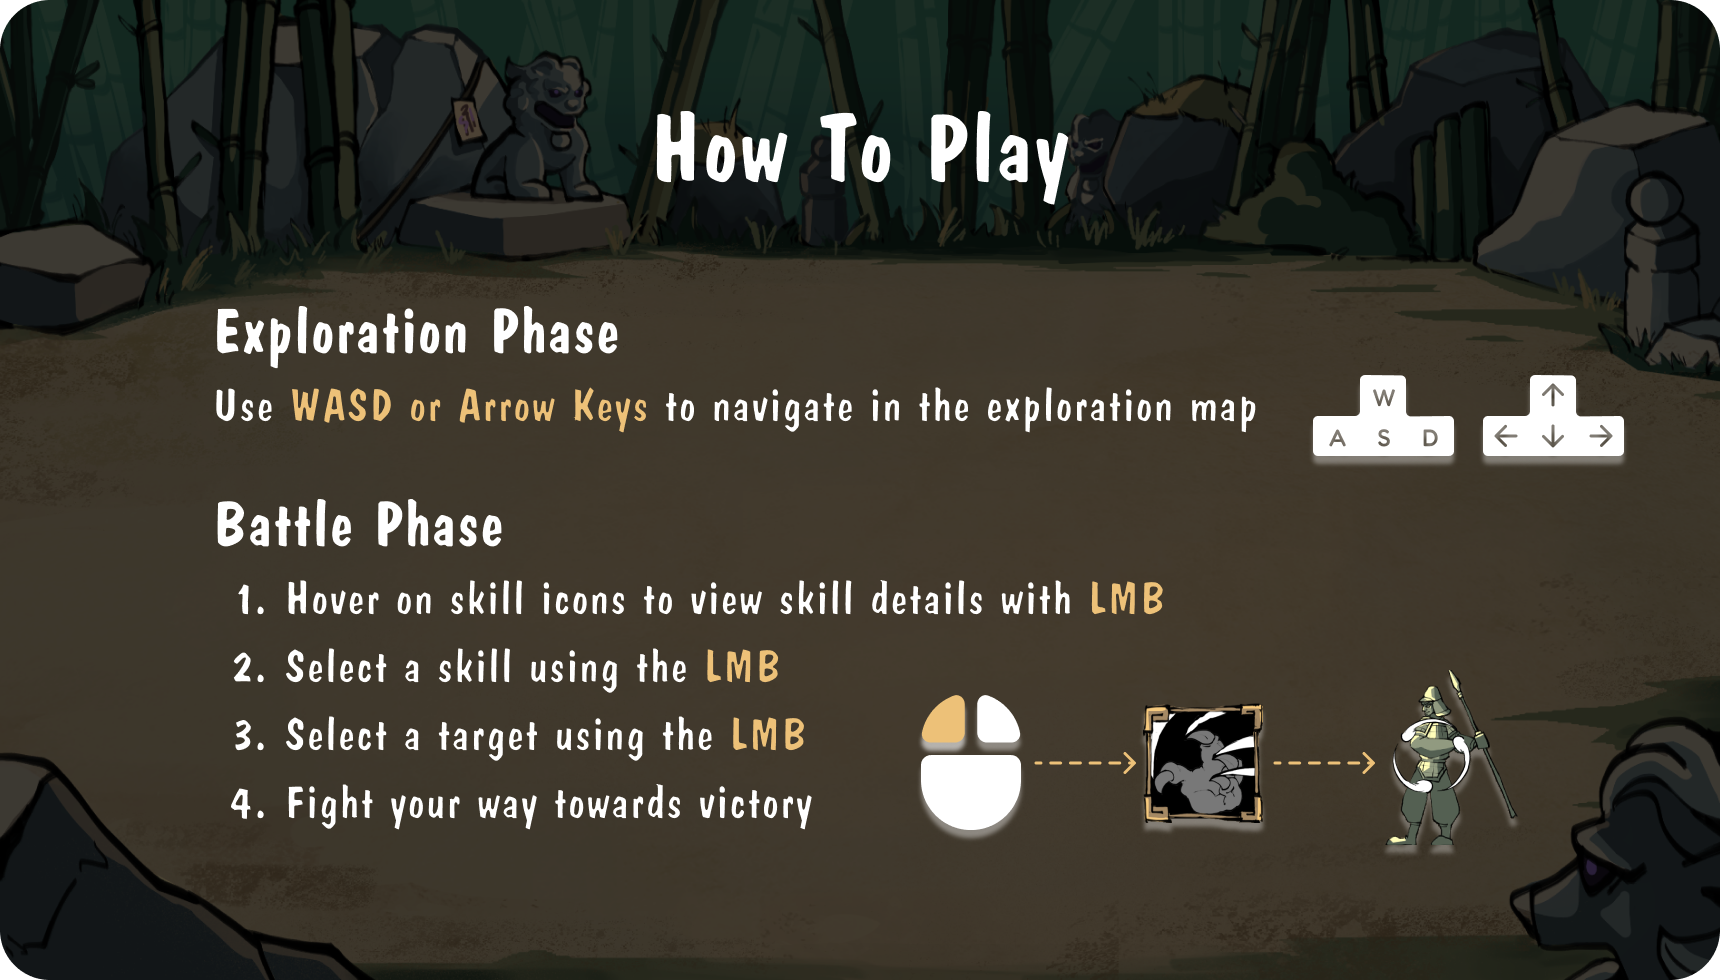 How To Play
Exploration Phase
Use WASD or Arrow Keys to navigate in the exploration map
W
A S D
↑
← ↓ →
Battle Phase
1. Hover on skill icons to view skill details with LMB
2. Select a skill using the LMB
3. Select a target using the LMB
4. Fight your way towards victory